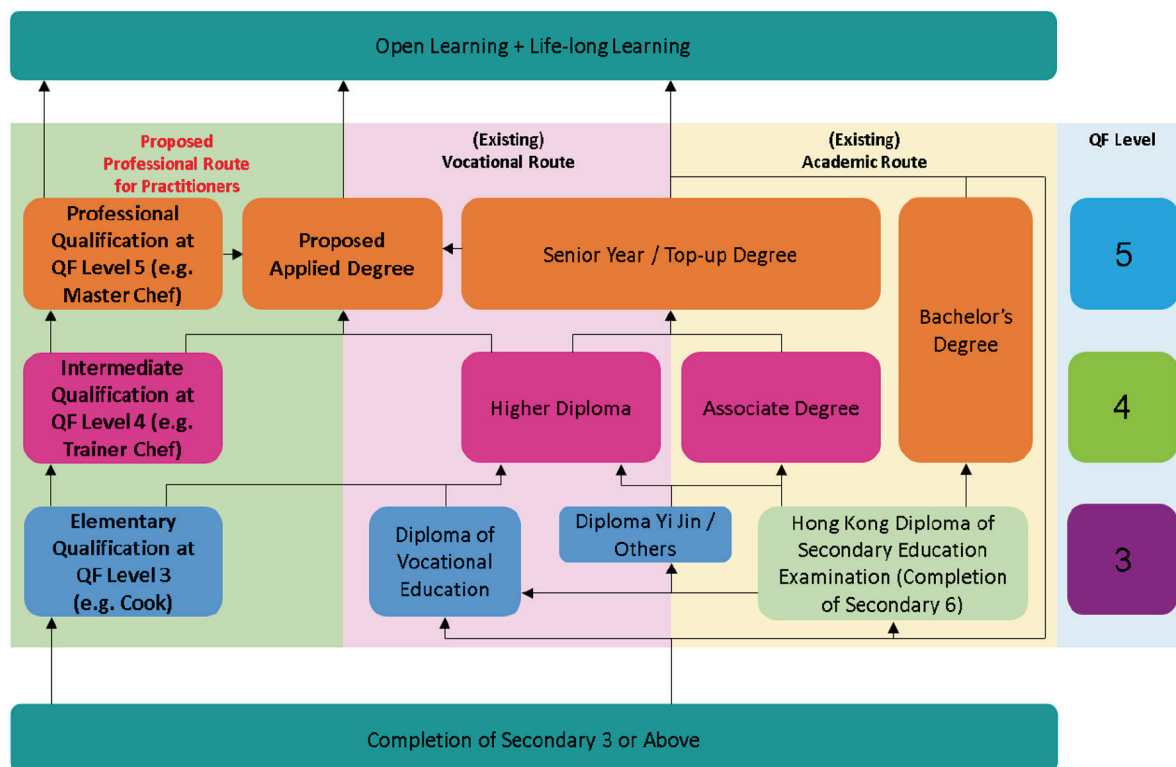 Open Learning + Life-long Learning
Proposed
Professional Route
for Practitioners
(Existing)
Vocational Route
(Existing)
Academic Route
QF Level
Professional
Qualification at
QF Level 5 (e.g.
Master Chef)
Proposed
Applied Degree
Senior Year / Top-up Degree
Bachelor's
Degree
5
Intermediate
Qualification at
QF Level 4 (e.g.
Trainer Chef)
Higher Diploma
Associate Degree
4
Elementary
Qualification at
QF Level 3
(e.g. Cook)
Diploma of
Vocational
Education
Diploma Yi Jin /
Others
Hong Kong Diploma of
Secondary Education
Examination (Completion
of Secondary 6)
3
Completion of Secondary 3 or Above